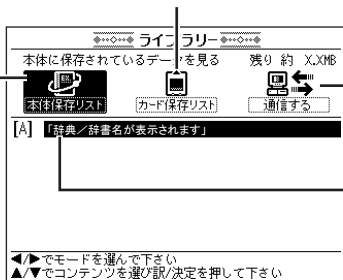 ライブラリー
本体に保存されているデータを見る 残り 約 X.XMB
本体保存リスト カード保存リスト 通信する
[A] 「辞典／辞書名が表示されます」
◀/▶でモードを選んで下さい
▲/▼でコンテンツを選び訳/決定を押して下さい